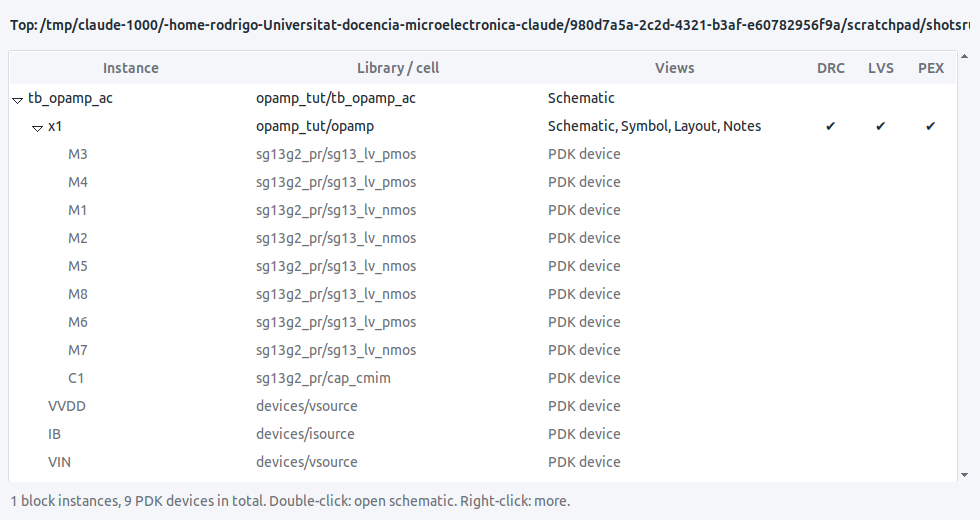 Top: /tmp/claude-1000/-home-rodrigo-Universitat-docencia-microelectronica-claude/980d7a5a-2c2d-4321-b3af-e60782956f9a/scratchpad/shotsr
Instance Library / cell Views DRC LVS PEX
tb_opamp_ac opamp_tut/tb_opamp_ac Schematic
x1 opamp_tut/opamp Schematic, Symbol, Layout, Notes ✔ ✔ ✔
M3 sg13g2_pr/sg13_lv_pmos PDK device
M4 sg13g2_pr/sg13_lv_pmos PDK device
M1 sg13g2_pr/sg13_lv_nmos PDK device
M2 sg13g2_pr/sg13_lv_nmos PDK device
M5 sg13g2_pr/sg13_lv_nmos PDK device
M8 sg13g2_pr/sg13_lv_nmos PDK device
M6 sg13g2_pr/sg13_lv_pmos PDK device
M7 sg13g2_pr/sg13_lv_nmos PDK device
C1 sg13g2_pr/cap_cmim PDK device
VVDD devices/vsource PDK device
IB devices/isource PDK device
VIN devices/vsource PDK device
1 block instances, 9 PDK devices in total. Double-click: open schematic. Right-click: more.